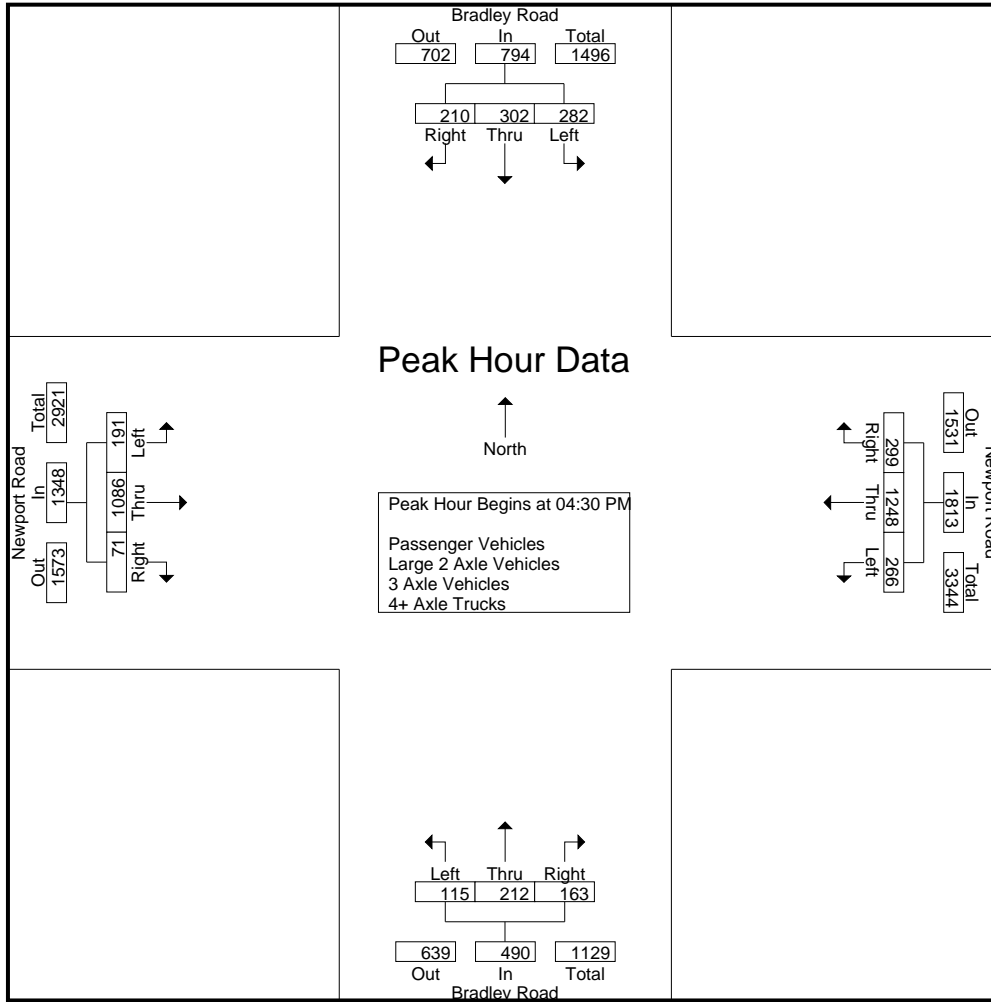 Bradley Road
Out In Total
702 794 1496
210 302 282
Right Thru Left
Peak Hour Data
North
Peak Hour Begins at 04:30 PM
Passenger Vehicles
Large 2 Axle Vehicles
3 Axle Vehicles
4+ Axle Trucks
Newport Road
Out In Total
1573 1348 2921
71 1086 191
Right Thru Left
Newport Road
Out In Total
1531 1813 3344
299 1248 266
Right Thru Left
Left Thru Right
115 212 163
639 490 1129
Out In Total
Bradley Road